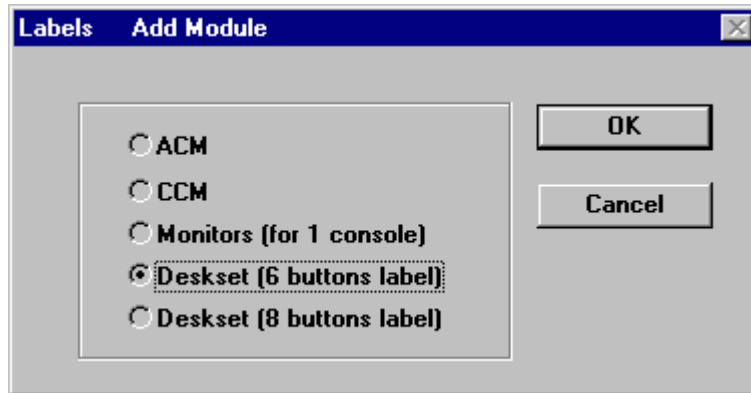 Labels Add Module
ACM
CCM
Monitors (for 1 console)
Deskset (6 buttons label)
Deskset (8 buttons label)
OK
Cancel